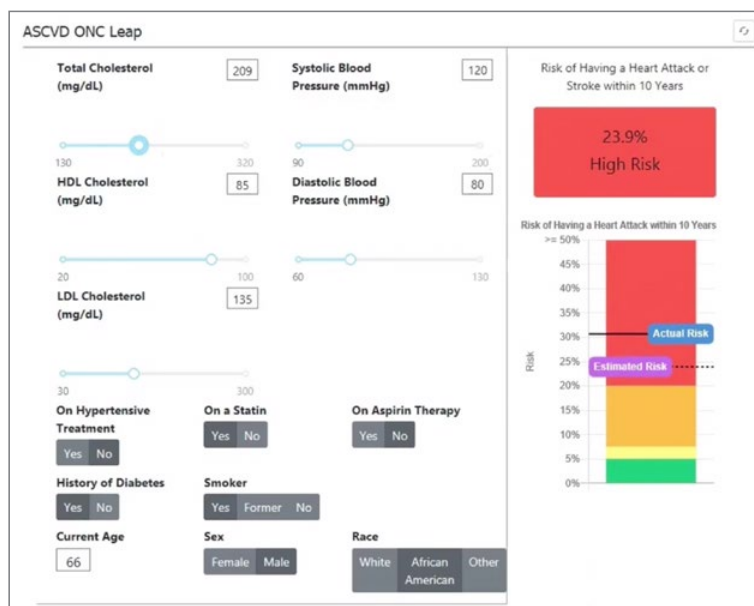 ASCVD ONC Leap
Total Cholesterol
(mg/dL)
209
130
320
Systolic Blood
Pressure (mmHg)
120
90
200
HDL Cholesterol
(mg/dL)
85
20
100
Diastolic Blood
Pressure (mmHg)
80
60
130
LDL Cholesterol
(mg/dL)
135
30
300
On Hypertensive
Treatment
Yes No
On a Statin
Yes No
On Aspirin Therapy
Yes No
History of Diabetes
Yes No
Smoker
Yes Former No
Current Age
66
Sex
Female Male
Race
White African Other
American
Risk of Having a Heart Attack or
Stroke within 10 Years
23.9%
High Risk
Risk of Having a Heart Attack within 10 Years
>= 50%
45%
40%
35%
30%
25%
20%
15%
10%
5%
0%
Risk
Actual Risk
Estimated Risk